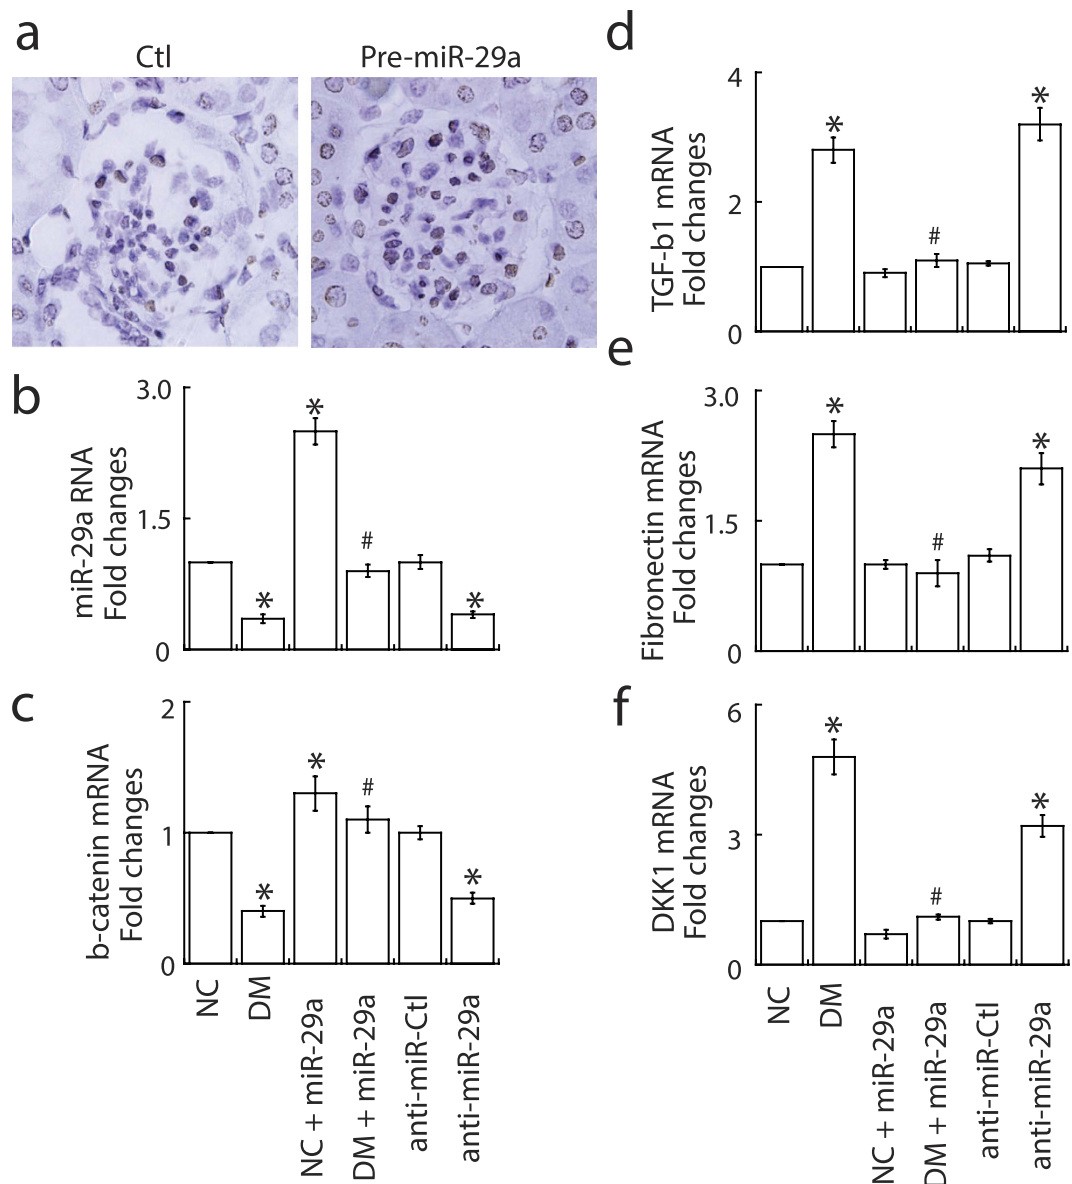 a
Ctl
Pre-miR-29a
b
miR-29a RNA
Fold changes
3.0
1.5
0
*
*
#
*
c
b-catenin mRNA
Fold changes
2
1
0
*
*
#
*
NC
DM
NC + miR-29a
DM + miR-29a
anti-miR-Ctl
anti-miR-29a
d
TGF-b1 mRNA
Fold changes
4
2
0
*
#
*
e
Fibronectin mRNA
Fold changes
3.0
1.5
0
*
#
*
f
DKK1 mRNA
Fold changes
6
3
0
*
#
*
NC
DM
NC + miR-29a
DM + miR-29a
anti-miR-Ctl
anti-miR-29a